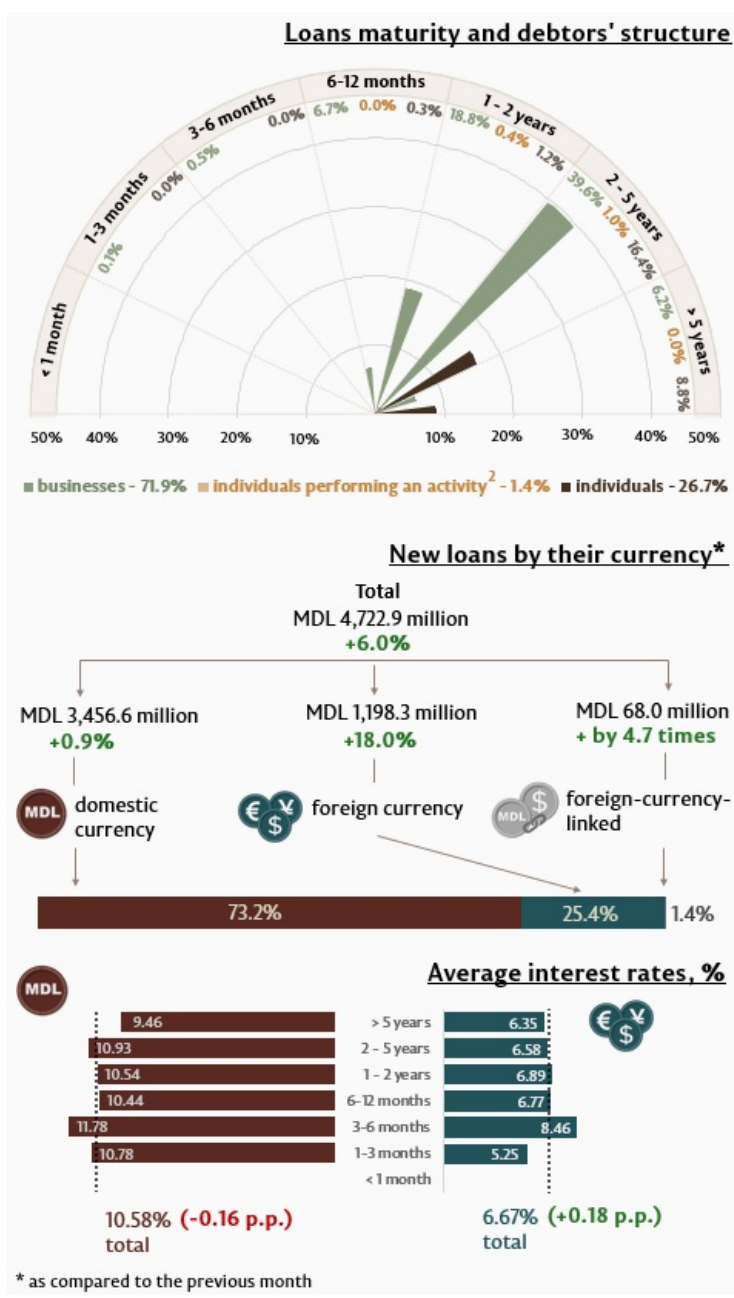 Loans maturity and debtors' structure
< 1 month
1-3 months
3-6 months
6-12 months
1 - 2 years
2 - 5 years
> 5 years
0.1%
0.0%
0.5%
0.0%
6.7%
0.0%
0.3%
18.8%
0.4%
1.2%
39.6%
1.0%
16.4%
6.2%
0.0%
8.8%
50% 40% 30% 20% 10% 10% 20% 30% 40% 50%
businesses - 71.9% individuals performing an activity2 - 1.4% individuals - 26.7%
New loans by their currency*
Total
MDL 4,722.9 million
+6.0%
MDL 3,456.6 million
+0.9%
MDL 1,198.3 million
+18.0%
MDL 68.0 million
+ by 4.7 times
MDL
domestic
currency
€ ¥
$
foreign currency
MDL $
foreign-currency-
linked
73.2% 25.4% 1.4%
Average interest rates, %
MDL
€ ¥
$
9.46 > 5 years 6.35
10.93 2 - 5 years 6.58
10.54 1 - 2 years 6.89
10.44 6-12 months 6.77
11.78 3-6 months 8.46
10.78 1-3 months 5.25
< 1 month
10.58% (-0.16 p.p.)
total
6.67% (+0.18 p.p.)
total
* as compared to the previous month